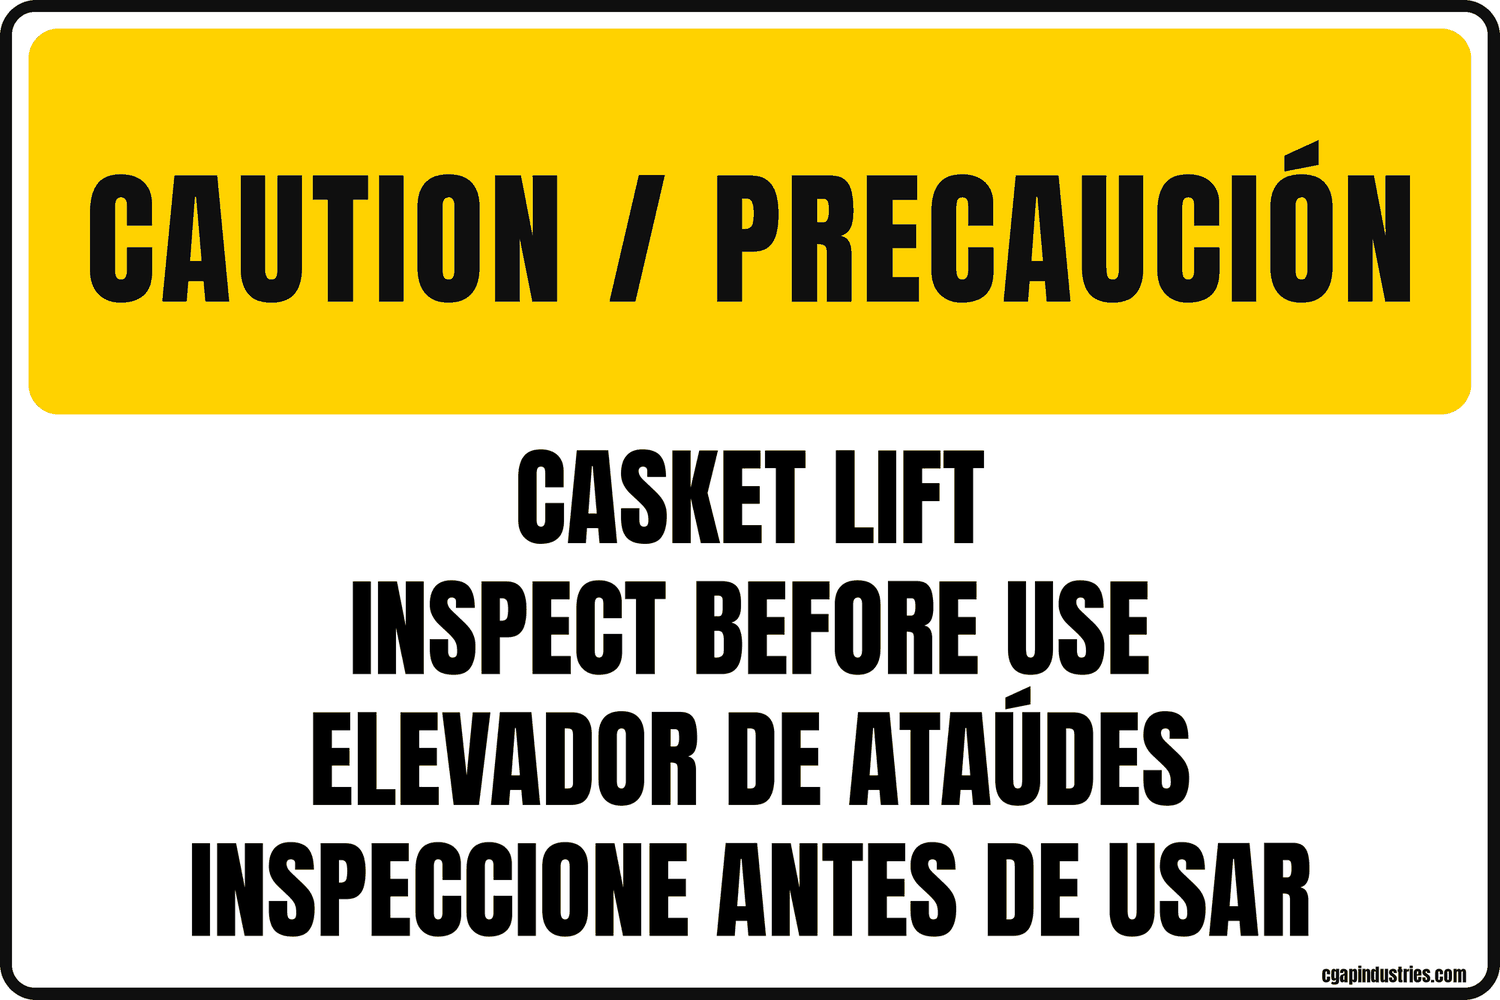 CAUTION / PRECAUCIÓN
CASKET LIFT
INSPECT BEFORE USE
ELEVADOR DE ATAÚDES
INSPECCIONE ANTES DE USAR
cgapindustries.com